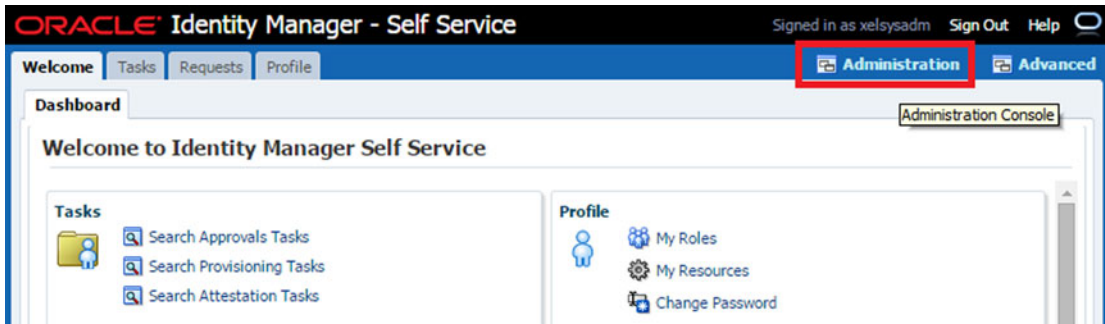 ORACLE Identity Manager - Self Service
Signed in as xelsysadm Sign Out Help
Welcome Tasks Requests Profile
Administration Advanced
Dashboard
Administration Console
Welcome to Identity Manager Self Service
Tasks
Search Approvals Tasks
Search Provisioning Tasks
Search Attestation Tasks
Profile
My Roles
My Resources
Change Password